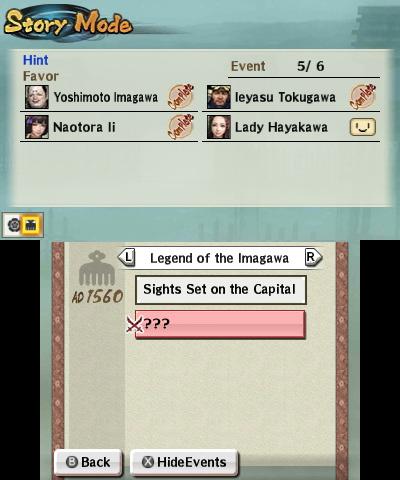 Story Mode
Hint
Favor
Event 5/ 6
Yoshimoto Imagawa Complete
Ieyasu Tokugawa Complete
Naotora Ii Complete
Lady Hayakawa
L Legend of the Imagawa R
AD 1560
Sights Set on the Capital
???
B Back
X HideEvents